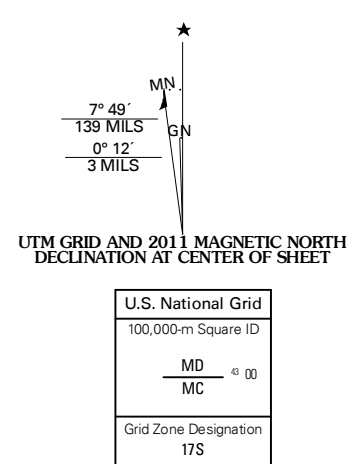 ★
MN
7° 49´
139 MILS
GN
0° 12´
3 MILS
UTM GRID AND 2011 MAGNETIC NORTH
DECLINATION AT CENTER OF SHEET
U.S. National Grid
100,000-m Square ID
MD
43 00
MC
Grid Zone Designation
17S